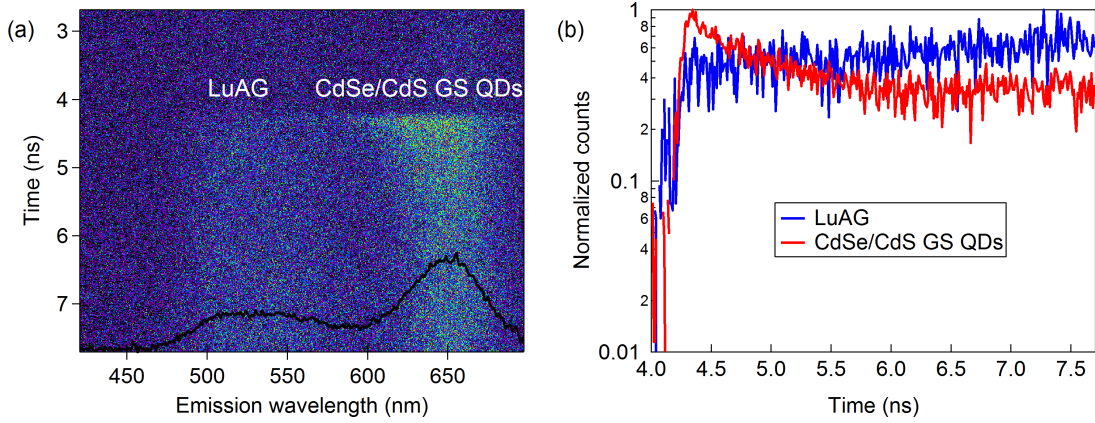 (a)
3
4
5
6
7
Time (ns)
LuAG
CdSe/CdS GS QDs
450
500
550
600
650
Emission wavelength (nm)
(b)
1
8
6
4
2
0.1
8
6
4
2
0.01
Normalized counts
LuAG
CdSe/CdS GS QDs
4.0
4.5
5.0
5.5
6.0
6.5
7.0
7.5
Time (ns)